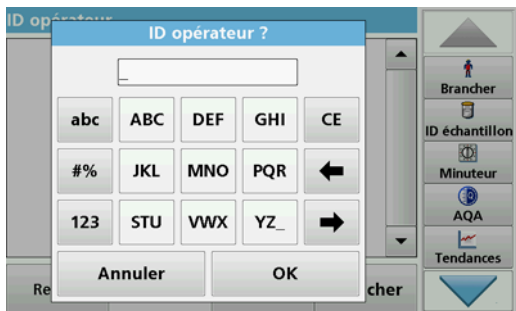 ID opérateur
ID opérateur ?
_
abc ABC DEF GHI CE
#% JKL MNO PQR
123 STU VWX YZ_
Annuler OK
Re
cher
Brancher
ID échantillon
Minuteur
AQA
Tendances